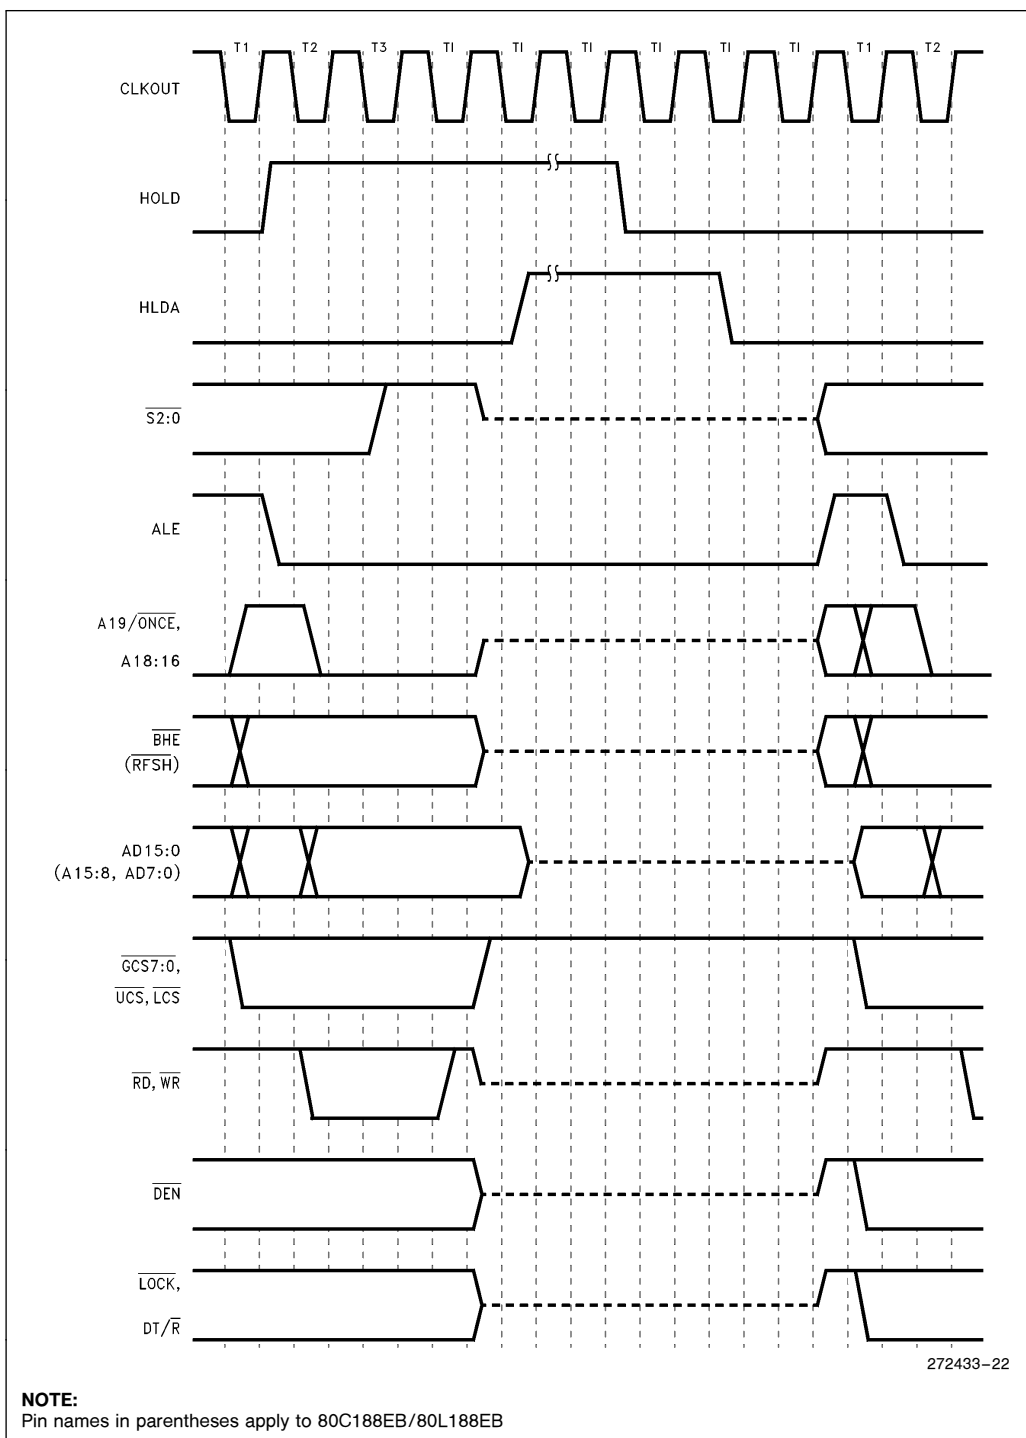 T1 T2 T3 TI TI TI TI TI TI T1 T2
CLKOUT
HOLD
HLDA
S2:0
ALE
A19/ONCE,
A18:16
BHE
(RFSH)
AD15:0
(A15:8, AD7:0)
GCS7:0,
UCS, LCS
RD, WR
DEN
LOCK,
DT/R
272433–22
NOTE:
Pin names in parentheses apply to 80C188EB/80L188EB